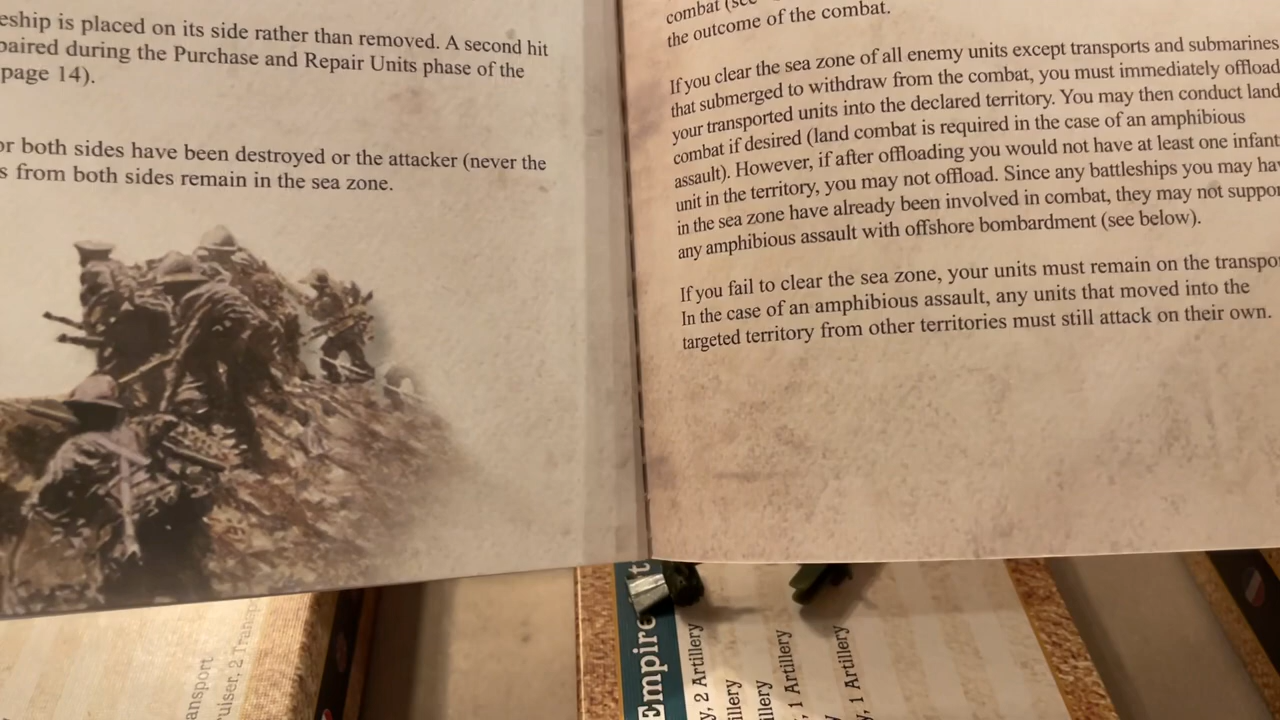 eship is placed on its side rather than removed. A second hit
paired during the Purchase and Repair Units phase of the
page 14).
or both sides have been destroyed or the attacker (never the
s from both sides remain in the sea zone.
combat (see
the outcome of the combat.
If you clear the sea zone of all enemy units except transports and submarines
that submerged to withdraw from the combat, you must immediately offload
your transported units into the declared territory. You may then conduct land
combat if desired (land combat is required in the case of an amphibious
assault). However, if after offloading you would not have at least one infant
unit in the territory, you may not offload. Since any battleships you may ha
in the sea zone have already been involved in combat, they may not suppor
any amphibious assault with offshore bombardment (see below).
If you fail to clear the sea zone, your units must remain on the transpo
In the case of an amphibious assault, any units that moved into the
targeted territory from other territories must still attack on their own.
ansport
uiser, 2 Transp
Empire
y, 2 Artillery
illery
illery
, 1 Artillery
y, 1 Artillery